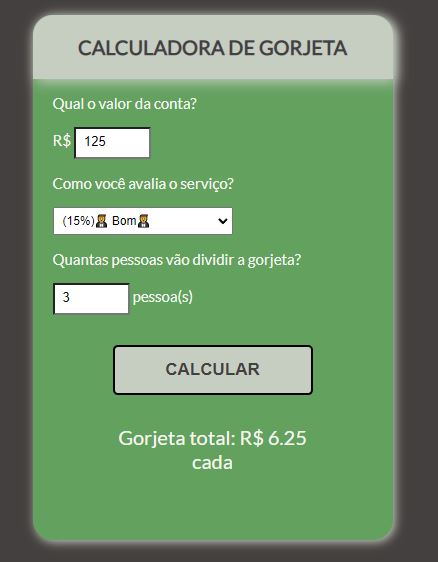 CALCULADORA DE GORJETA
Qual o valor da conta?
R$ 125
Como você avalia o serviço?
(15%)🤵 Bom🤵
Quantas pessoas vão dividir a gorjeta?
3 pessoa(s)
CALCULAR
Gorjeta total: R$ 6.25
cada